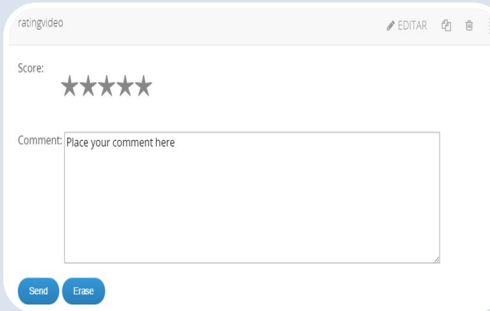 ratingvideo
EDITAR
Score:
Comment: Place your comment here
Send Erase